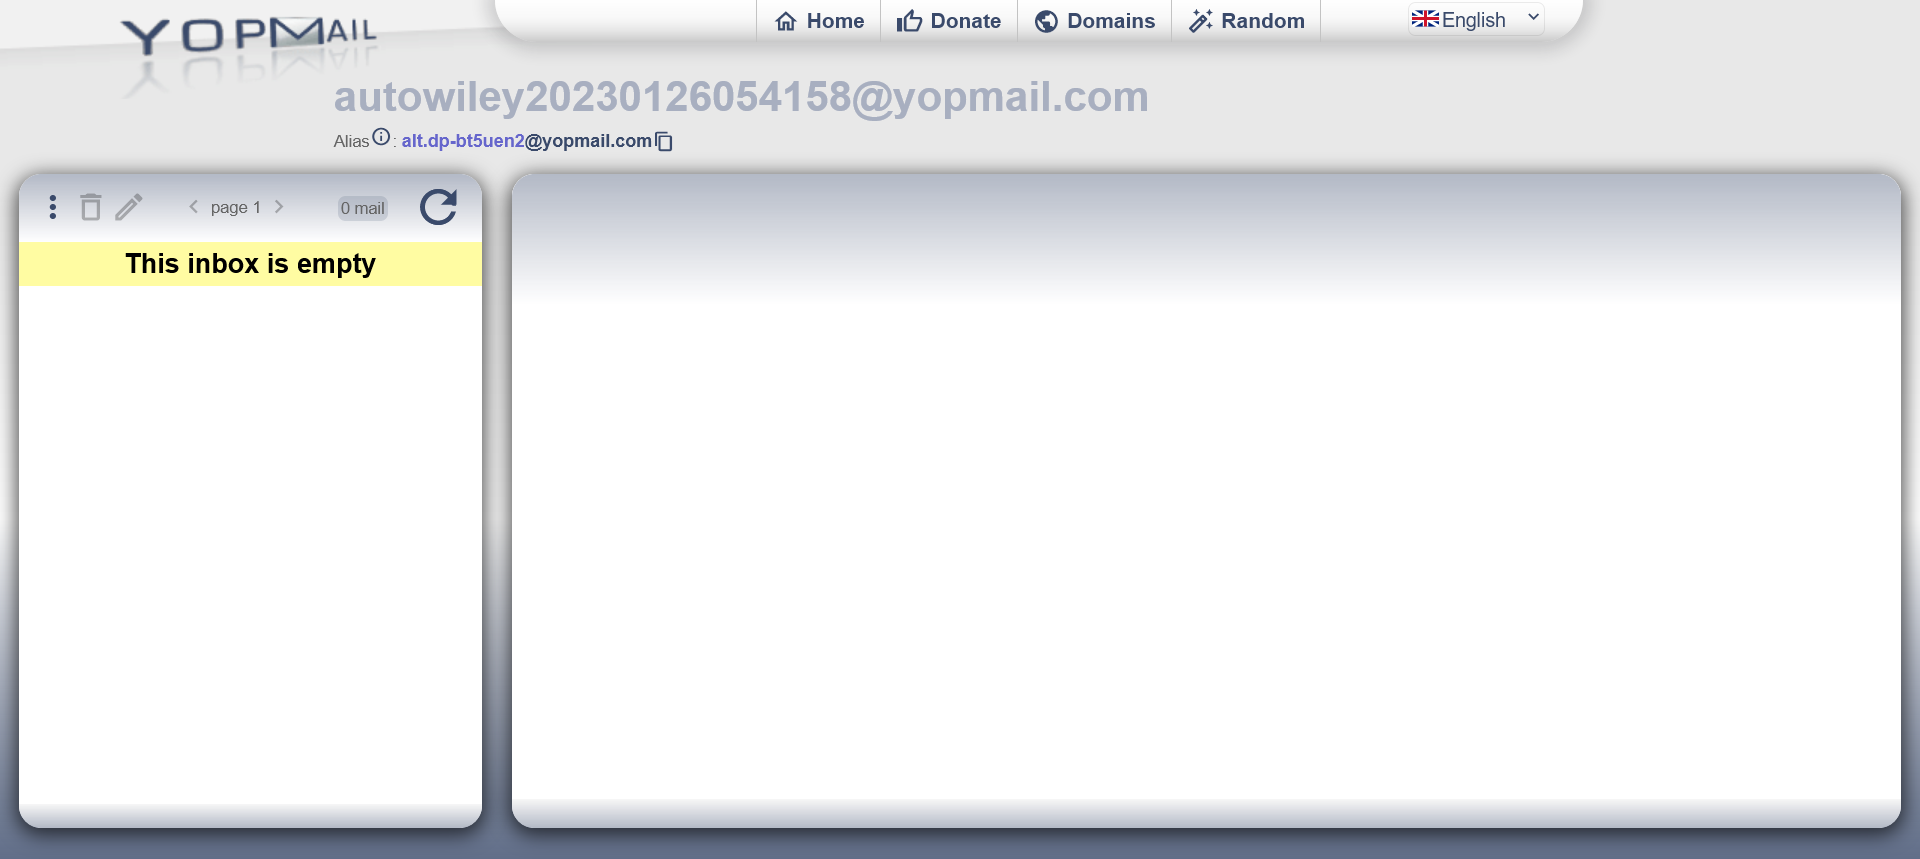 YOPMAIL
Home
Donate
Domains
Random
English
autowiley20230126054158@yopmail.com
Alias : alt.dp-bt5uen2@yopmail.com
page 1
0 mail
This inbox is empty